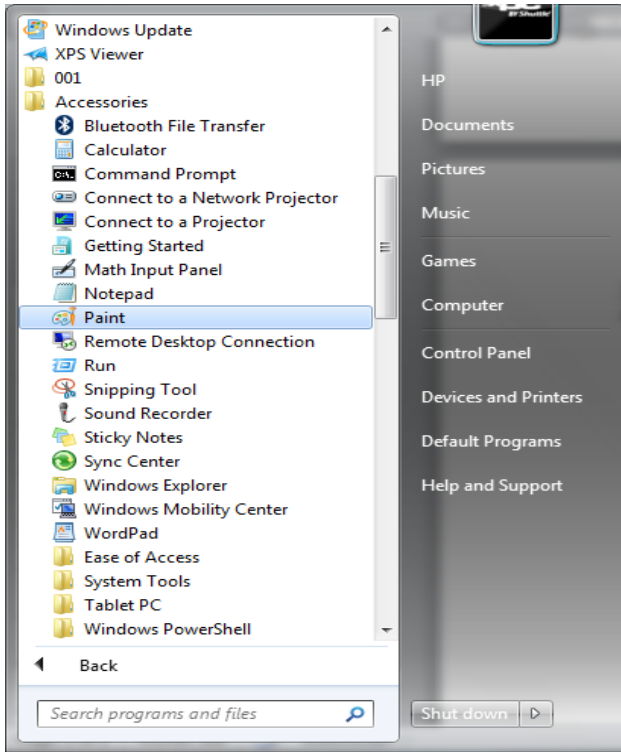 Windows Update
XPS Viewer
001
Accessories
Bluetooth File Transfer
Calculator
Command Prompt
Connect to a Network Projector
Connect to a Projector
Getting Started
Math Input Panel
Notepad
Paint
Remote Desktop Connection
Run
Snipping Tool
Sound Recorder
Sticky Notes
Sync Center
Windows Explorer
Windows Mobility Center
WordPad
Ease of Access
System Tools
Tablet PC
Windows PowerShell
Back
Search programs and files
BY Shuttle
HP
Documents
Pictures
Music
Games
Computer
Control Panel
Devices and Printers
Default Programs
Help and Support
Shut down